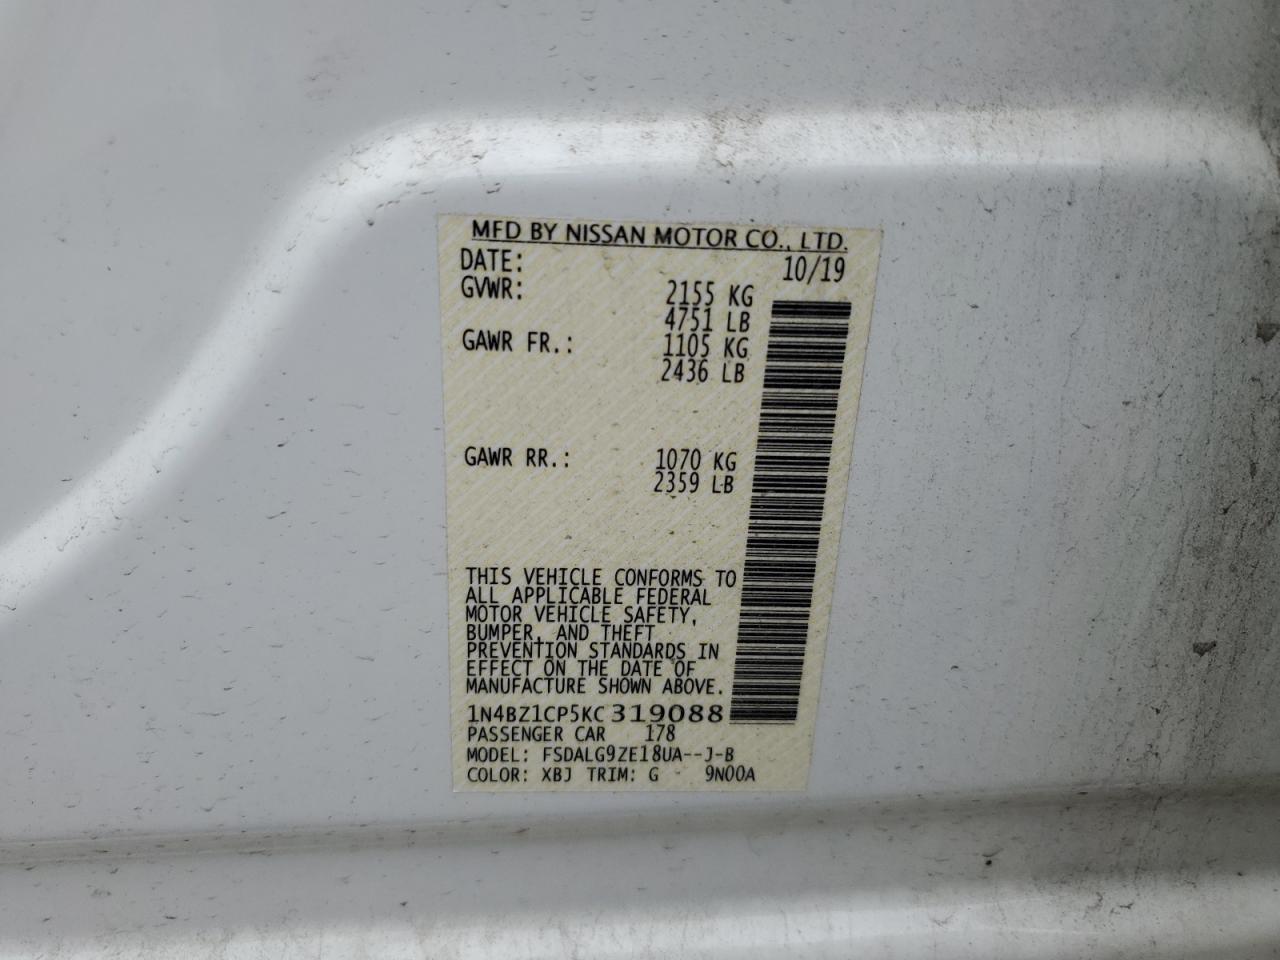 MFD BY NISSAN MOTOR CO., LTD.
DATE: 10/19
GVWR: 2155 KG
4751 LB
GAWR FR.: 1105 KG
2436 LB
GAWR RR.: 1070 KG
2359 LB
THIS VEHICLE CONFORMS TO
ALL APPLICABLE FEDERAL
MOTOR VEHICLE SAFETY,
BUMPER, AND THEFT
PREVENTION STANDARDS IN
EFFECT ON THE DATE OF
MANUFACTURE SHOWN ABOVE.
1N4BZ1CP5KC319088
PASSENGER CAR 178
MODEL: FSDALG9ZE18UA--J-B
COLOR: XBJ TRIM: G 9N00A